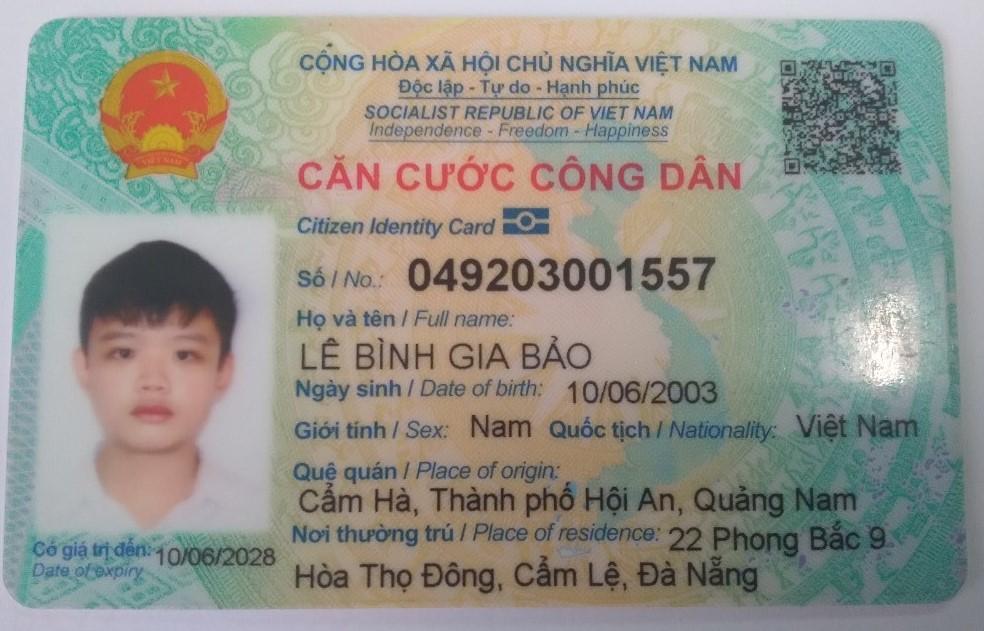 CỘNG HÒA XÃ HỘI CHỦ NGHĨA VIỆT NAM
Độc lập - Tự do - Hạnh phúc
SOCIALIST REPUBLIC OF VIET NAM
Independence - Freedom - Happiness
CĂN CƯỚC CÔNG DÂN
Citizen Identity Card
Số / No.: 049203001557
Họ và tên / Full name:
LÊ BÌNH GIA BẢO
Ngày sinh / Date of birth: 10/06/2003
Giới tính / Sex: Nam Quốc tịch / Nationality: Việt Nam
Quê quán / Place of origin:
Cẩm Hà, Thành phố Hội An, Quảng Nam
Nơi thường trú / Place of residence: 22 Phong Bắc 9
Hòa Thọ Đông, Cẩm Lệ, Đà Nẵng
Có giá trị đến: 10/06/2028
Date of expiry
VIỆT NAM